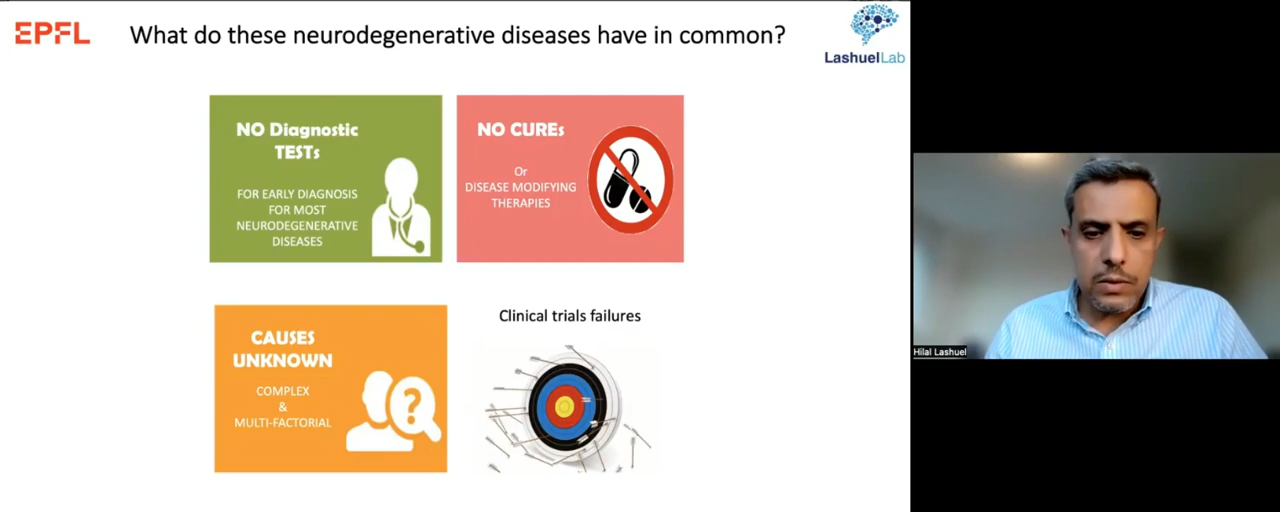 EPFL
What do these neurodegenerative diseases have in common?
LashuelLab
NO Diagnostic
TESTs
FOR EARLY DIAGNOSIS
FOR MOST
NEURODEGENERATIVE
DISEASES
NO CUREs
Or
DISEASE MODIFYING
THERAPIES
CAUSES
UNKNOWN
COMPLEX
&
MULTI-FACTORIAL
?
Clinical trials failures
Hilal Lashuel